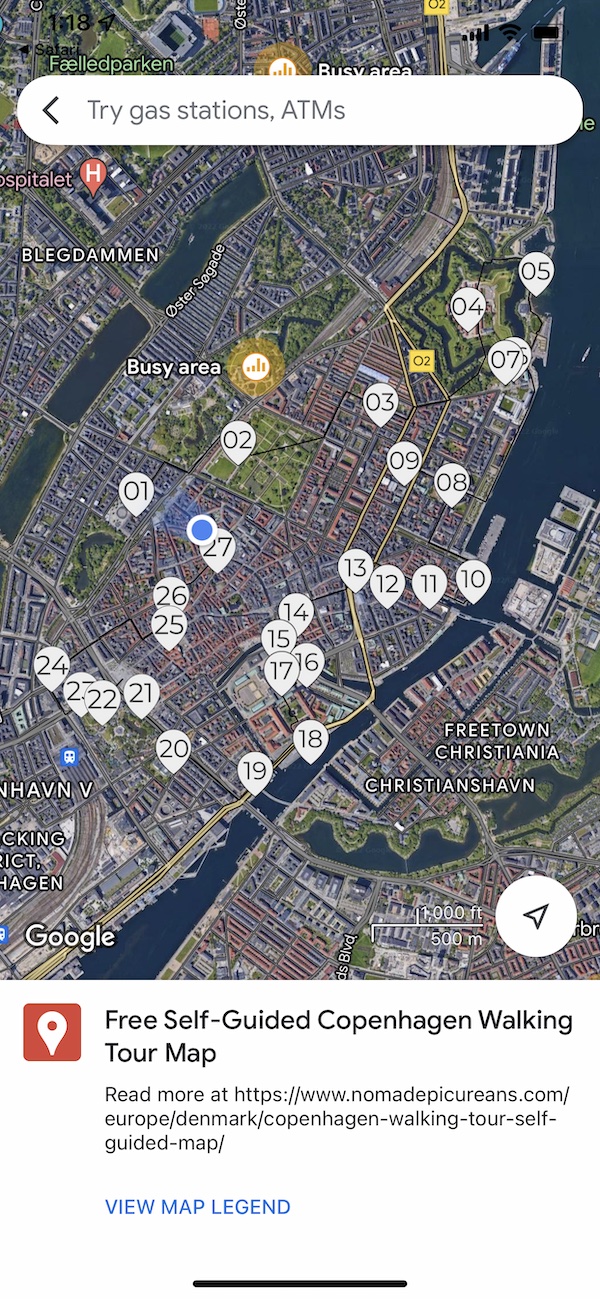 1:18
Safari
Øste
O2
Fælledparken
Busy area
Try gas stations, ATMs
ospitalet
H
BLEGDAMMEN
Øster Søgade
05
04
Busy area
O2
07
03
02
09
08
01
27
13
12
11
10
26
14
25
15
24
16
17
22
21
18
20
19
FREETOWN
CHRISTIANIA
NHAVN V
CHRISTIANSHAVN
CKING
RICT,
HAGEN
1,000 ft
Google
500 m
rbr
ds Blvd
Free Self-Guided Copenhagen Walking
Tour Map
Read more at https://www.nomadepicureans.com/
europe/denmark/copenhagen-walking-tour-self-
guided-map/
VIEW MAP LEGEND